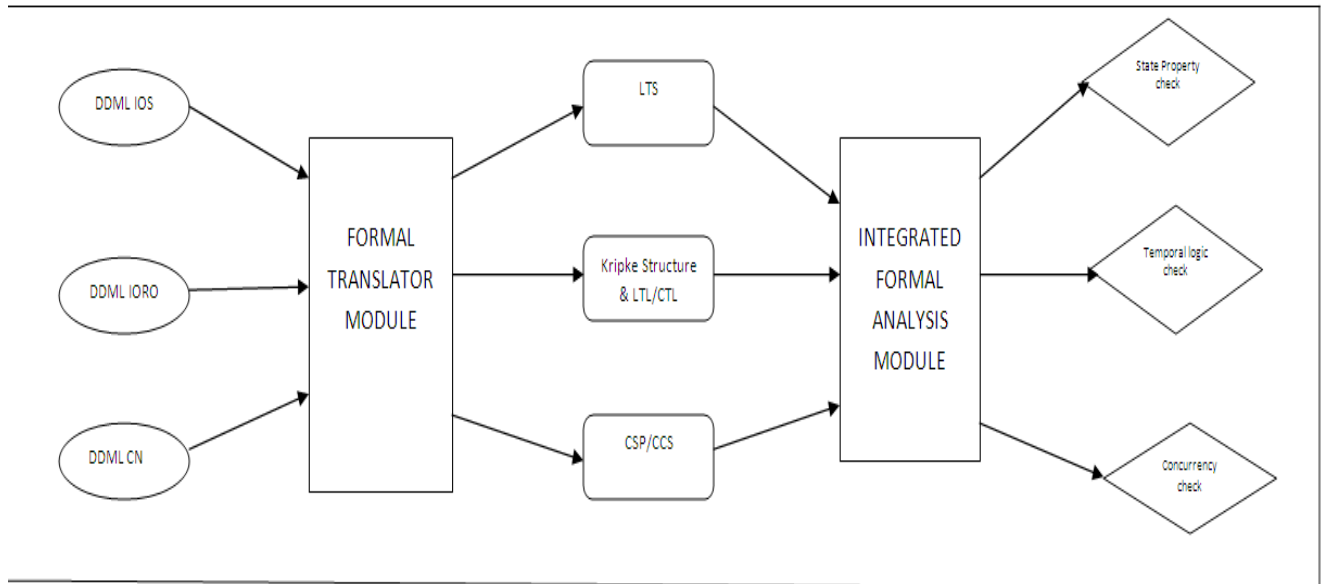 DDML IOS
DDML IORO
DDML CN
FORMAL
TRANSLATOR
MODULE
LTS
Kripke Structure
& LTL/CTL
CSP/CCS
INTEGRATED
FORMAL
ANALYSIS
MODULE
State Property
check
Temporal logic
check
Concurrency
check